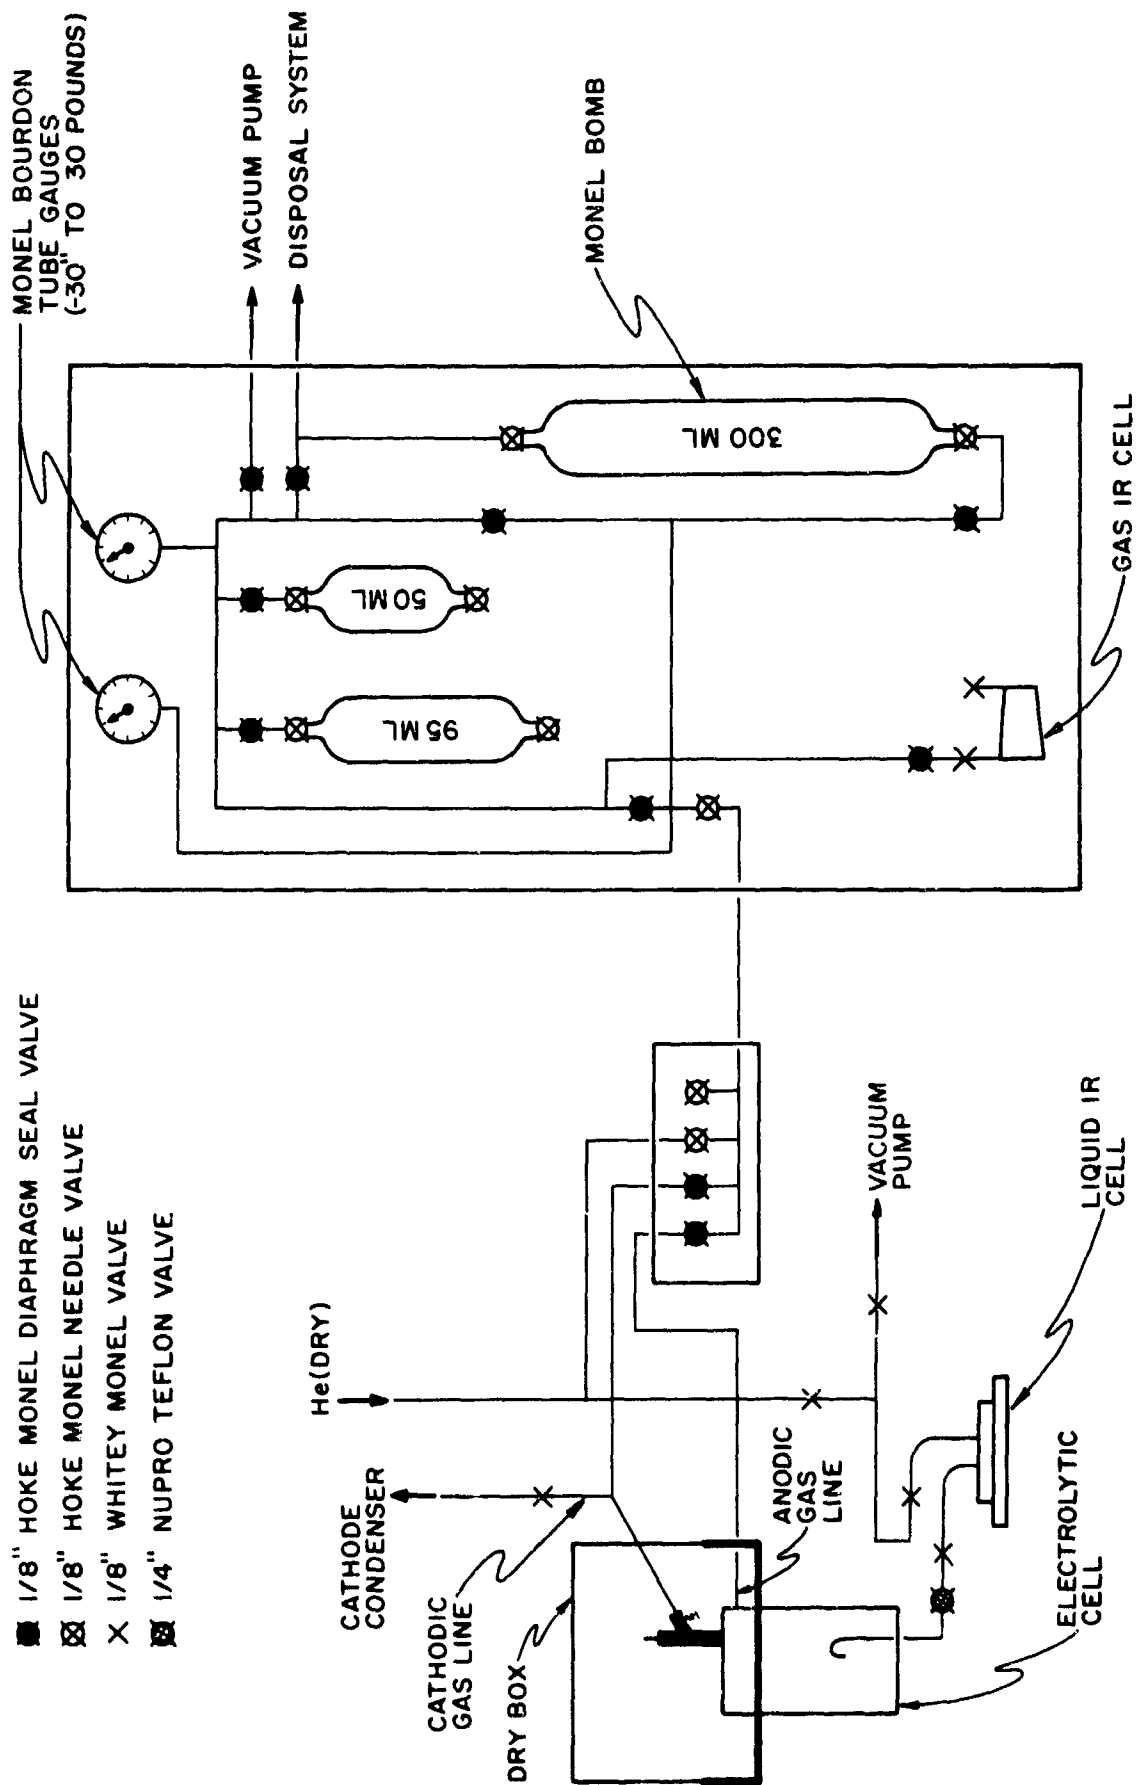 1/8" HOKE MONEL DIAPHRAGM SEAL VALVE
1/8" HOKE MONEL NEEDLE VALVE
1/8" WHITEY MONEL VALVE
1/4" NUPRO TEFLON VALVE
MONEL BOURDON
TUBE GAUGES
(-30" TO 30 POUNDS)
VACUUM PUMP
DISPOSAL SYSTEM
95 ML
50 ML
300 ML
MONEL BOMB
GAS IR CELL
He(DRY)
CATHODE
CONDENSER
CATHODIC
GAS LINE
DRY BOX
ANODIC
GAS
LINE
VACUUM
PUMP
ELECTROLYTIC
CELL
LIQUID IR
CELL